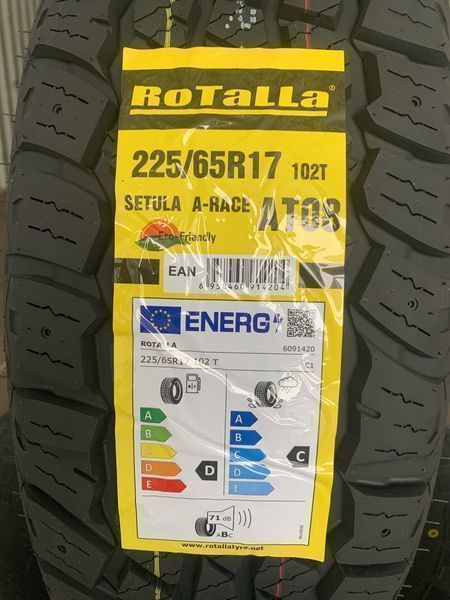 RoTaLLa®
225/65R17 102T
SETULA A-RACE AT08
Eco-Friendly
EAN
ENERG
ROTALLA 6091420
225/65R17 102 T C1
A
B
C
D
E
D
A
B
C
D
E
C
71 dB
ABC
www.rotallatyre.net